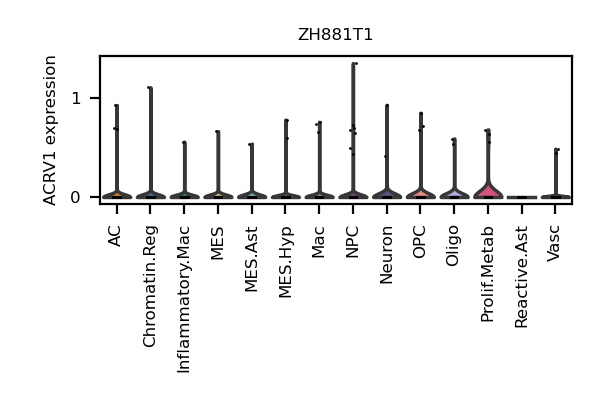 ZH881T1
ACRV1 expression
1
0
AC
Chromatin.Reg
Inflammatory.Mac
MES
MES.Ast
MES.Hyp
Mac
NPC
Neuron
OPC
Oligo
Prolif.Metab
Reactive.Ast
Vasc